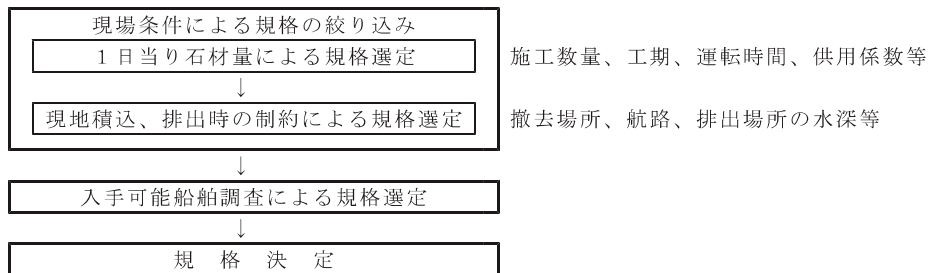 現場条件による規格の絞り込み
１日当り石材量による規格選定 施工数量、工期、運転時間、供用係数等
↓
現地積込、排出時の制約による規格選定 撤去場所、航路、排出場所の水深等
↓
入手可能船舶調査による規格選定
↓
規　格　決　定